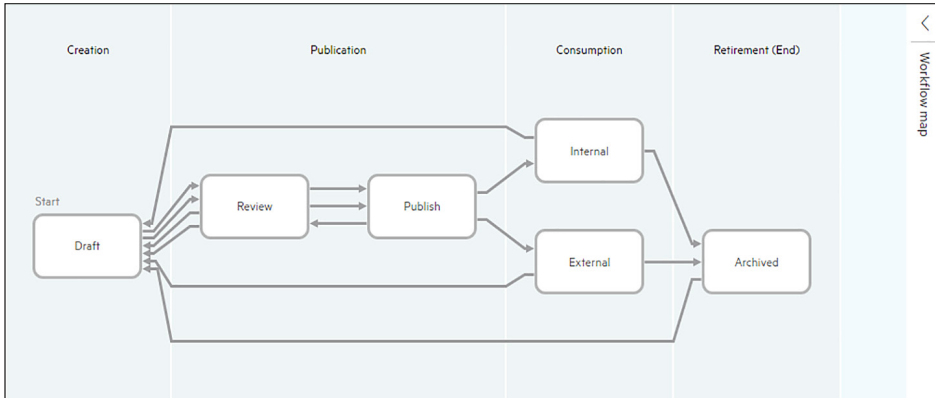 Creation
Publication
Consumption
Retirement (End)
Workflow map
Internal
Start
Review
Publish
Draft
External
Archived